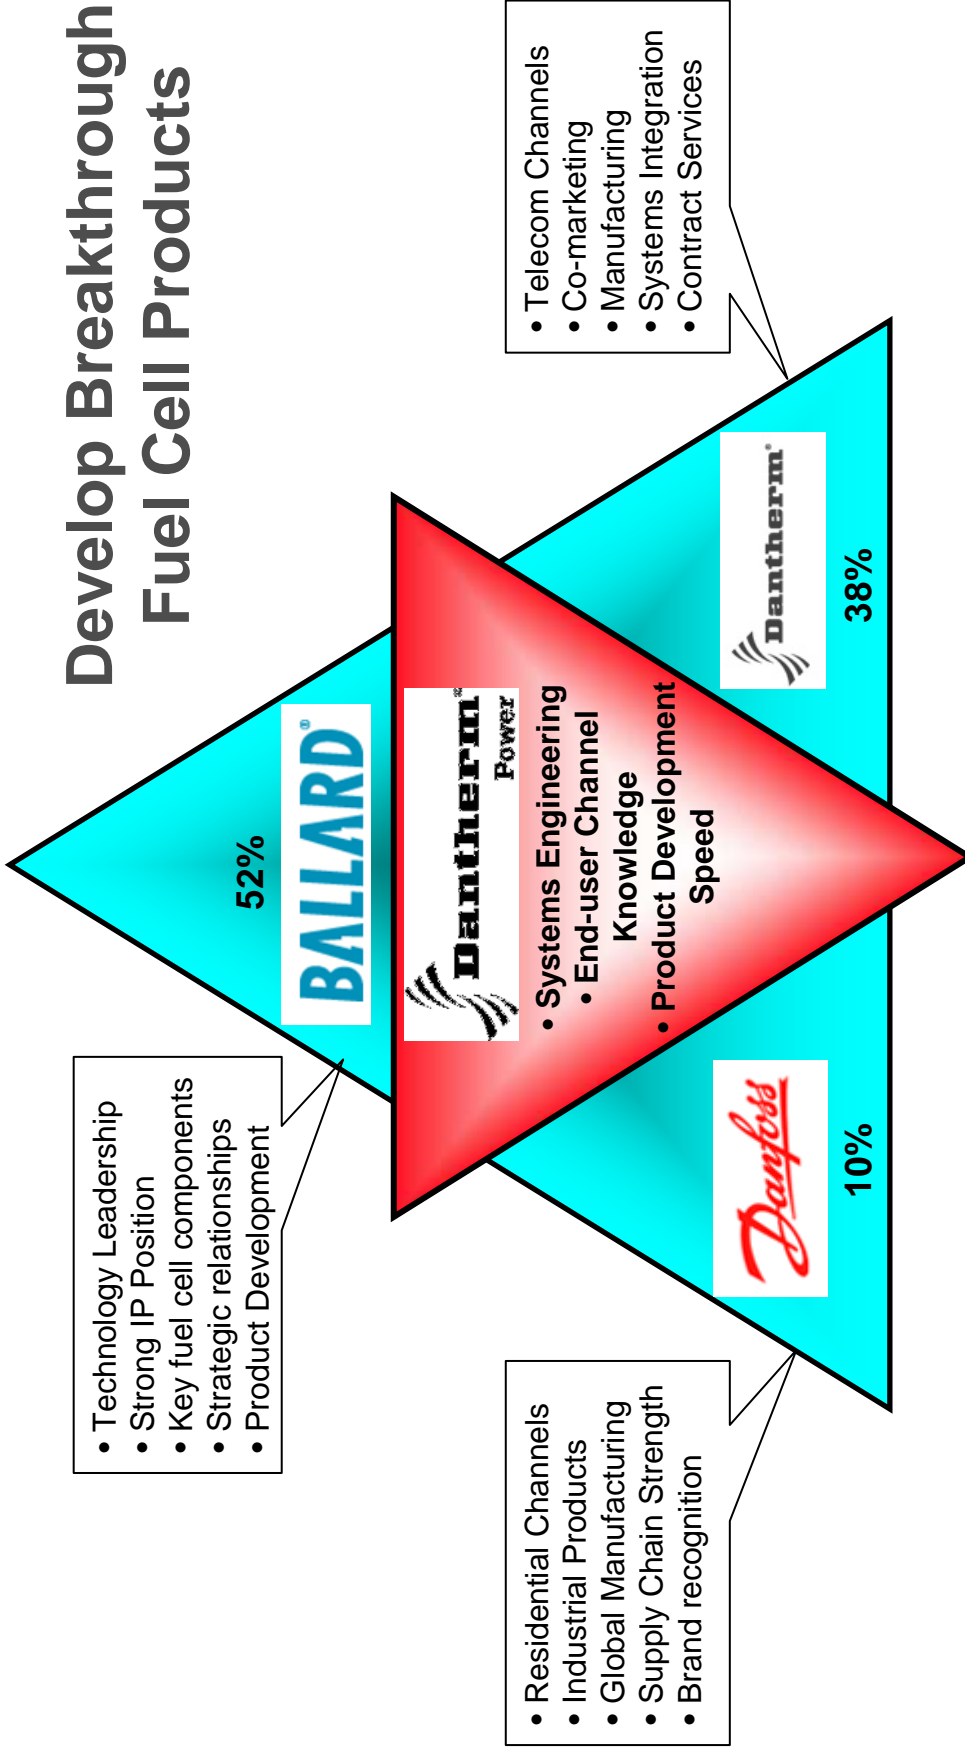 Develop Breakthrough
Fuel Cell Products
• Technology Leadership
• Strong IP Position
• Key fuel cell components
• Strategic relationships
• Product Development
52%
BALLARD®
Dantherm®
Power
• Systems Engineering
• End-user Channel
Knowledge
• Product Development
Speed
• Residential Channels
• Industrial Products
• Global Manufacturing
• Supply Chain Strength
• Brand recognition
Danfoss
10%
• Telecom Channels
• Co-marketing
• Manufacturing
• Systems Integration
• Contract Services
Dantherm®
38%